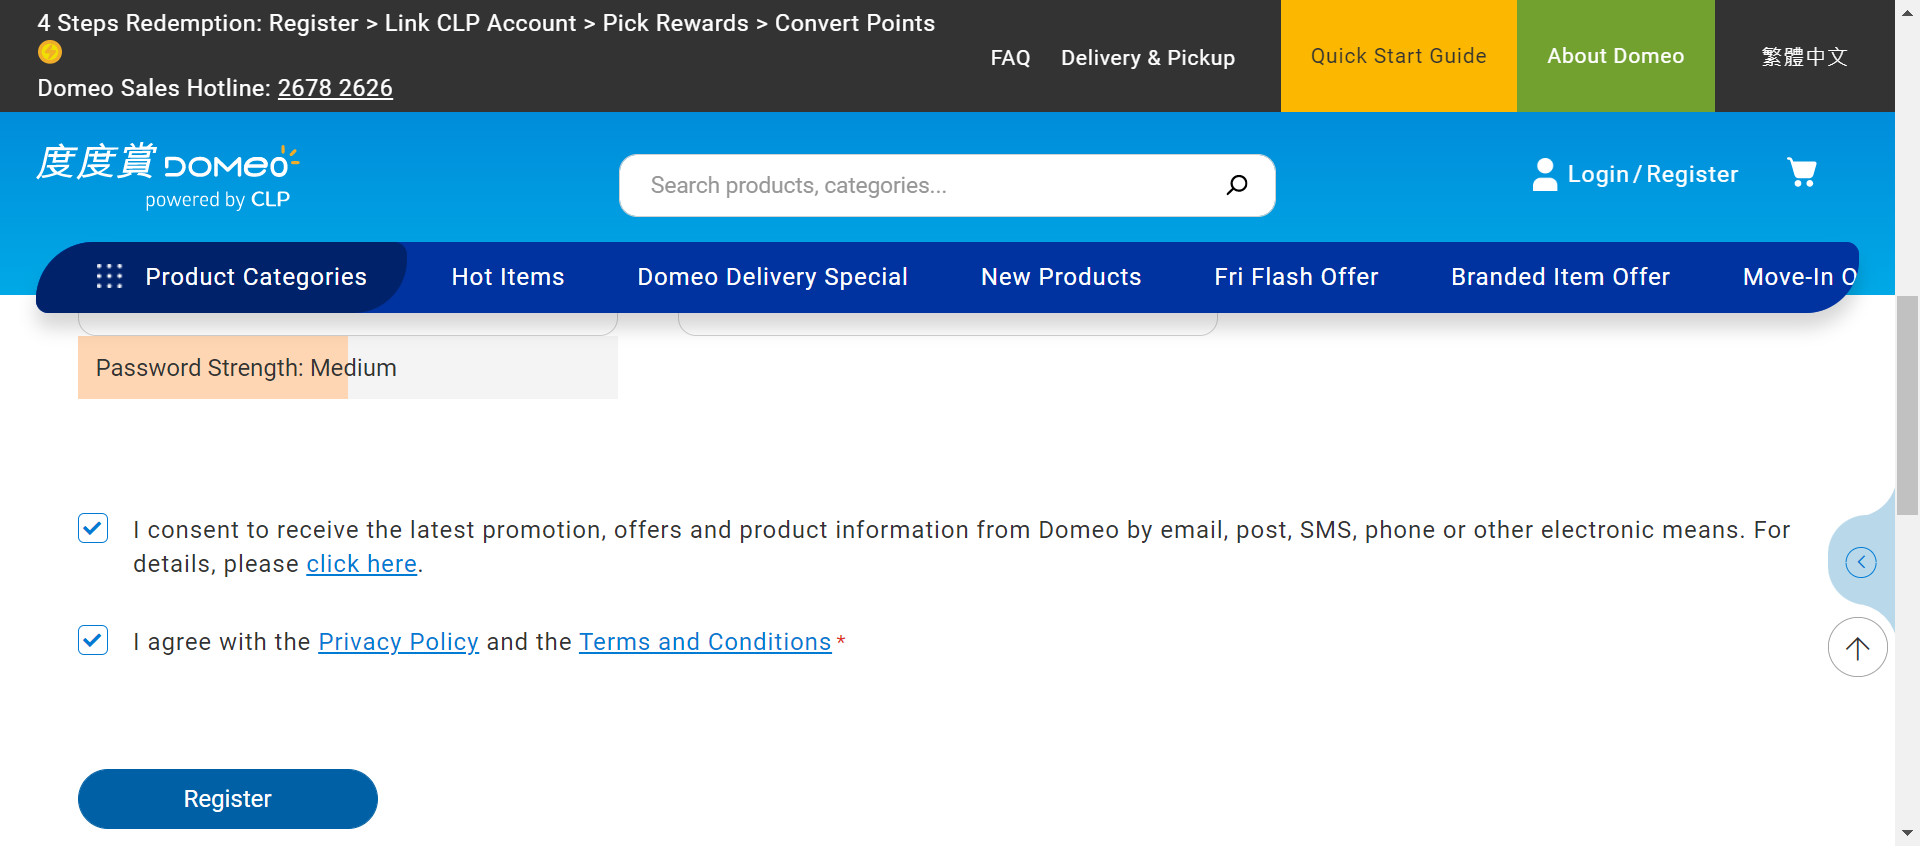 4 Steps Redemption: Register > Link CLP Account > Pick Rewards > Convert Points
Domeo Sales Hotline: 2678 2626
FAQ
Delivery & Pickup
Quick Start Guide
About Domeo
繁體中文
度度賞 DOMEO
powered by CLP
Search products, categories...
Login / Register
Product Categories
Hot Items
Domeo Delivery Special
New Products
Fri Flash Offer
Branded Item Offer
Move-In O
Password Strength: Medium
I consent to receive the latest promotion, offers and product information from Domeo by email, post, SMS, phone or other electronic means. For
details, please click here.
I agree with the Privacy Policy and the Terms and Conditions *
Register